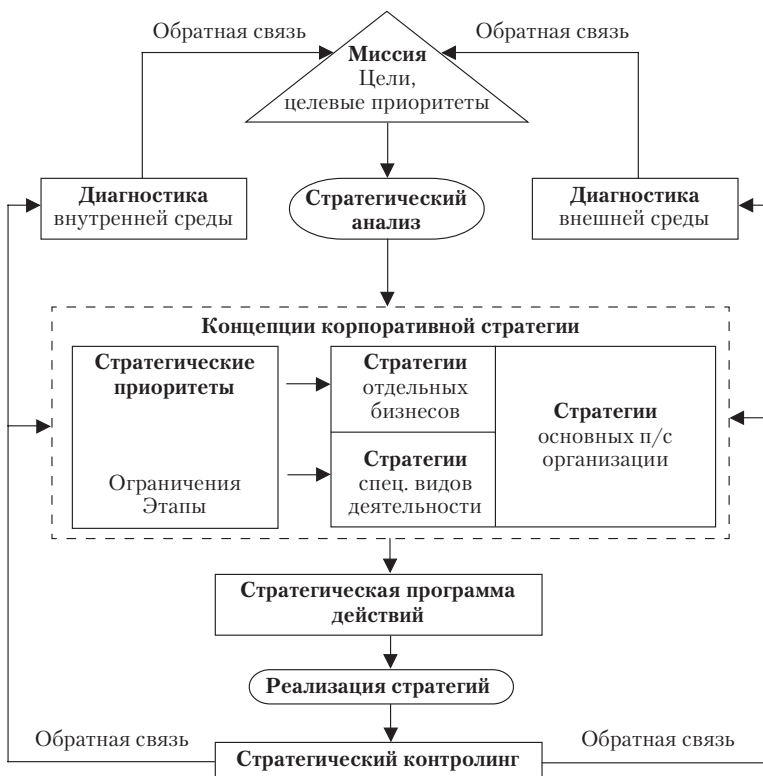 Обратная связь
Обратная связь
Миссия
Цели,
целевые приоритеты
Диагностика
внутренней среды
Стратегический
анализ
Диагностика
внешней среды
Концепции корпоративной стратегии
Стратегические
приоритеты
Ограничения
Этапы
Стратегии
отдельных
бизнесов
Стратегии
спец. видов
деятельности
Стратегии
основных п/с
организации
Стратегическая программа
действий
Реализация стратегий
Обратная связь
Стратегический контролинг
Обратная связь